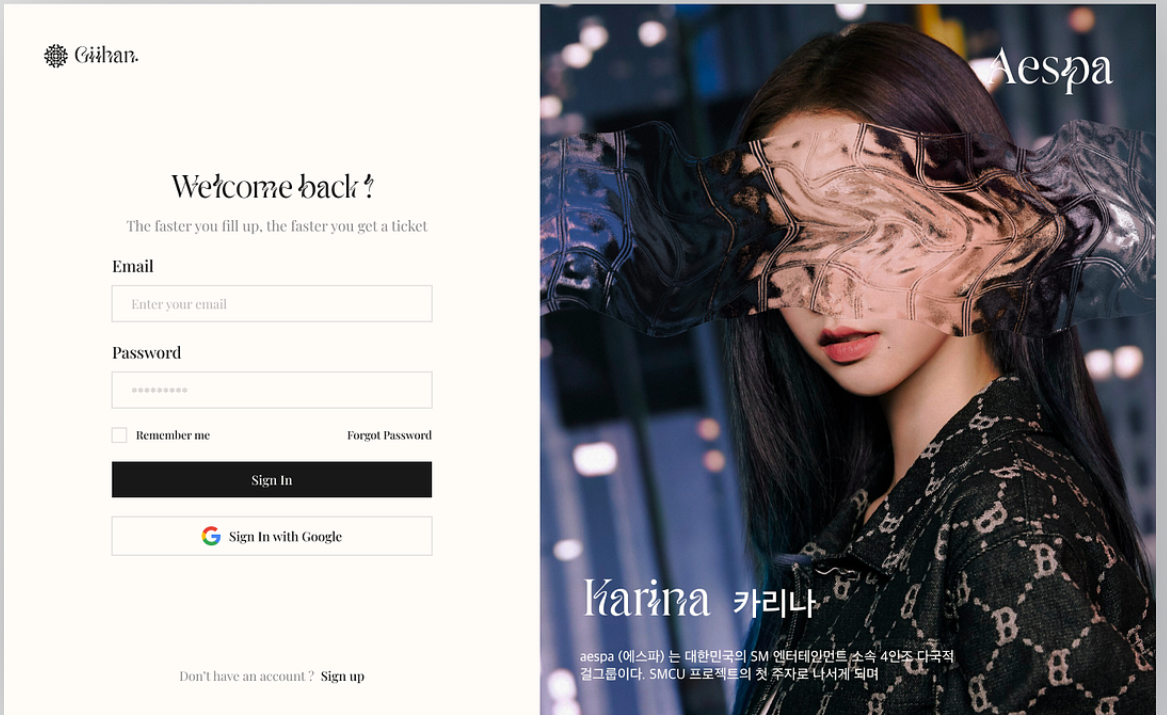 Giihan.
Welcome back ?
The faster you fill up, the faster you get a ticket
Email
Enter your email
Password
Remember me
Forgot Password
Sign In
Sign In with Google
Don't have an account ? Sign up
Aespa
Karina 카리나
aespa (에스파) 는 대한민국의 SM 엔터테인먼트 소속 4인조 다국적
걸그룹이다. SMCU 프로젝트의 첫 주자로 나서게 되며